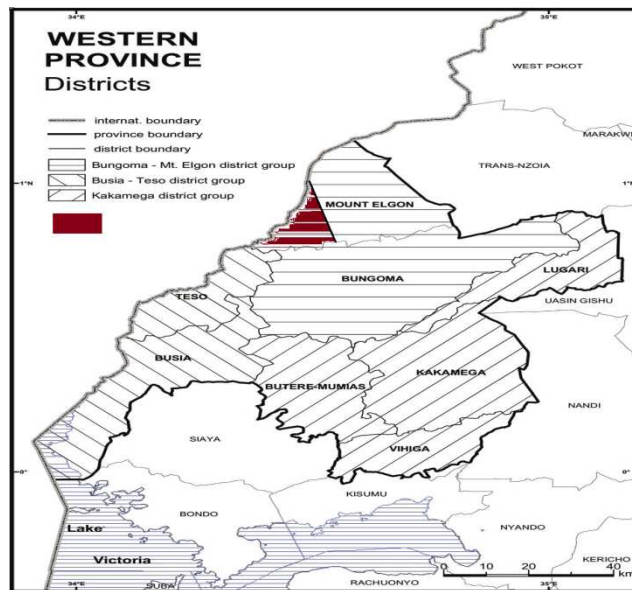 WESTERN
PROVINCE
Districts
internat. boundary
province boundary
district boundary
Bungoma - Mt. Elgon district group
Busia - Teso district group
Kakamega district group
34°E
35°E
WEST POKOT
MARAKW
TRANS-NZOIA
1°N
MOUNT ELGON
BUNGOMA
LUGARI
TESO
UASIN GISHU
BUSIA
BUTERE-MUMIAS
KAKAMEGA
NANDI
SIAYA
VIHIGA
0°
0°
KISUMU
BONDO
NYANDO
Lake
Victoria
KERICHO
SUBA
RACHUONYO
0 10 20 30 40
km
34°E
35°E